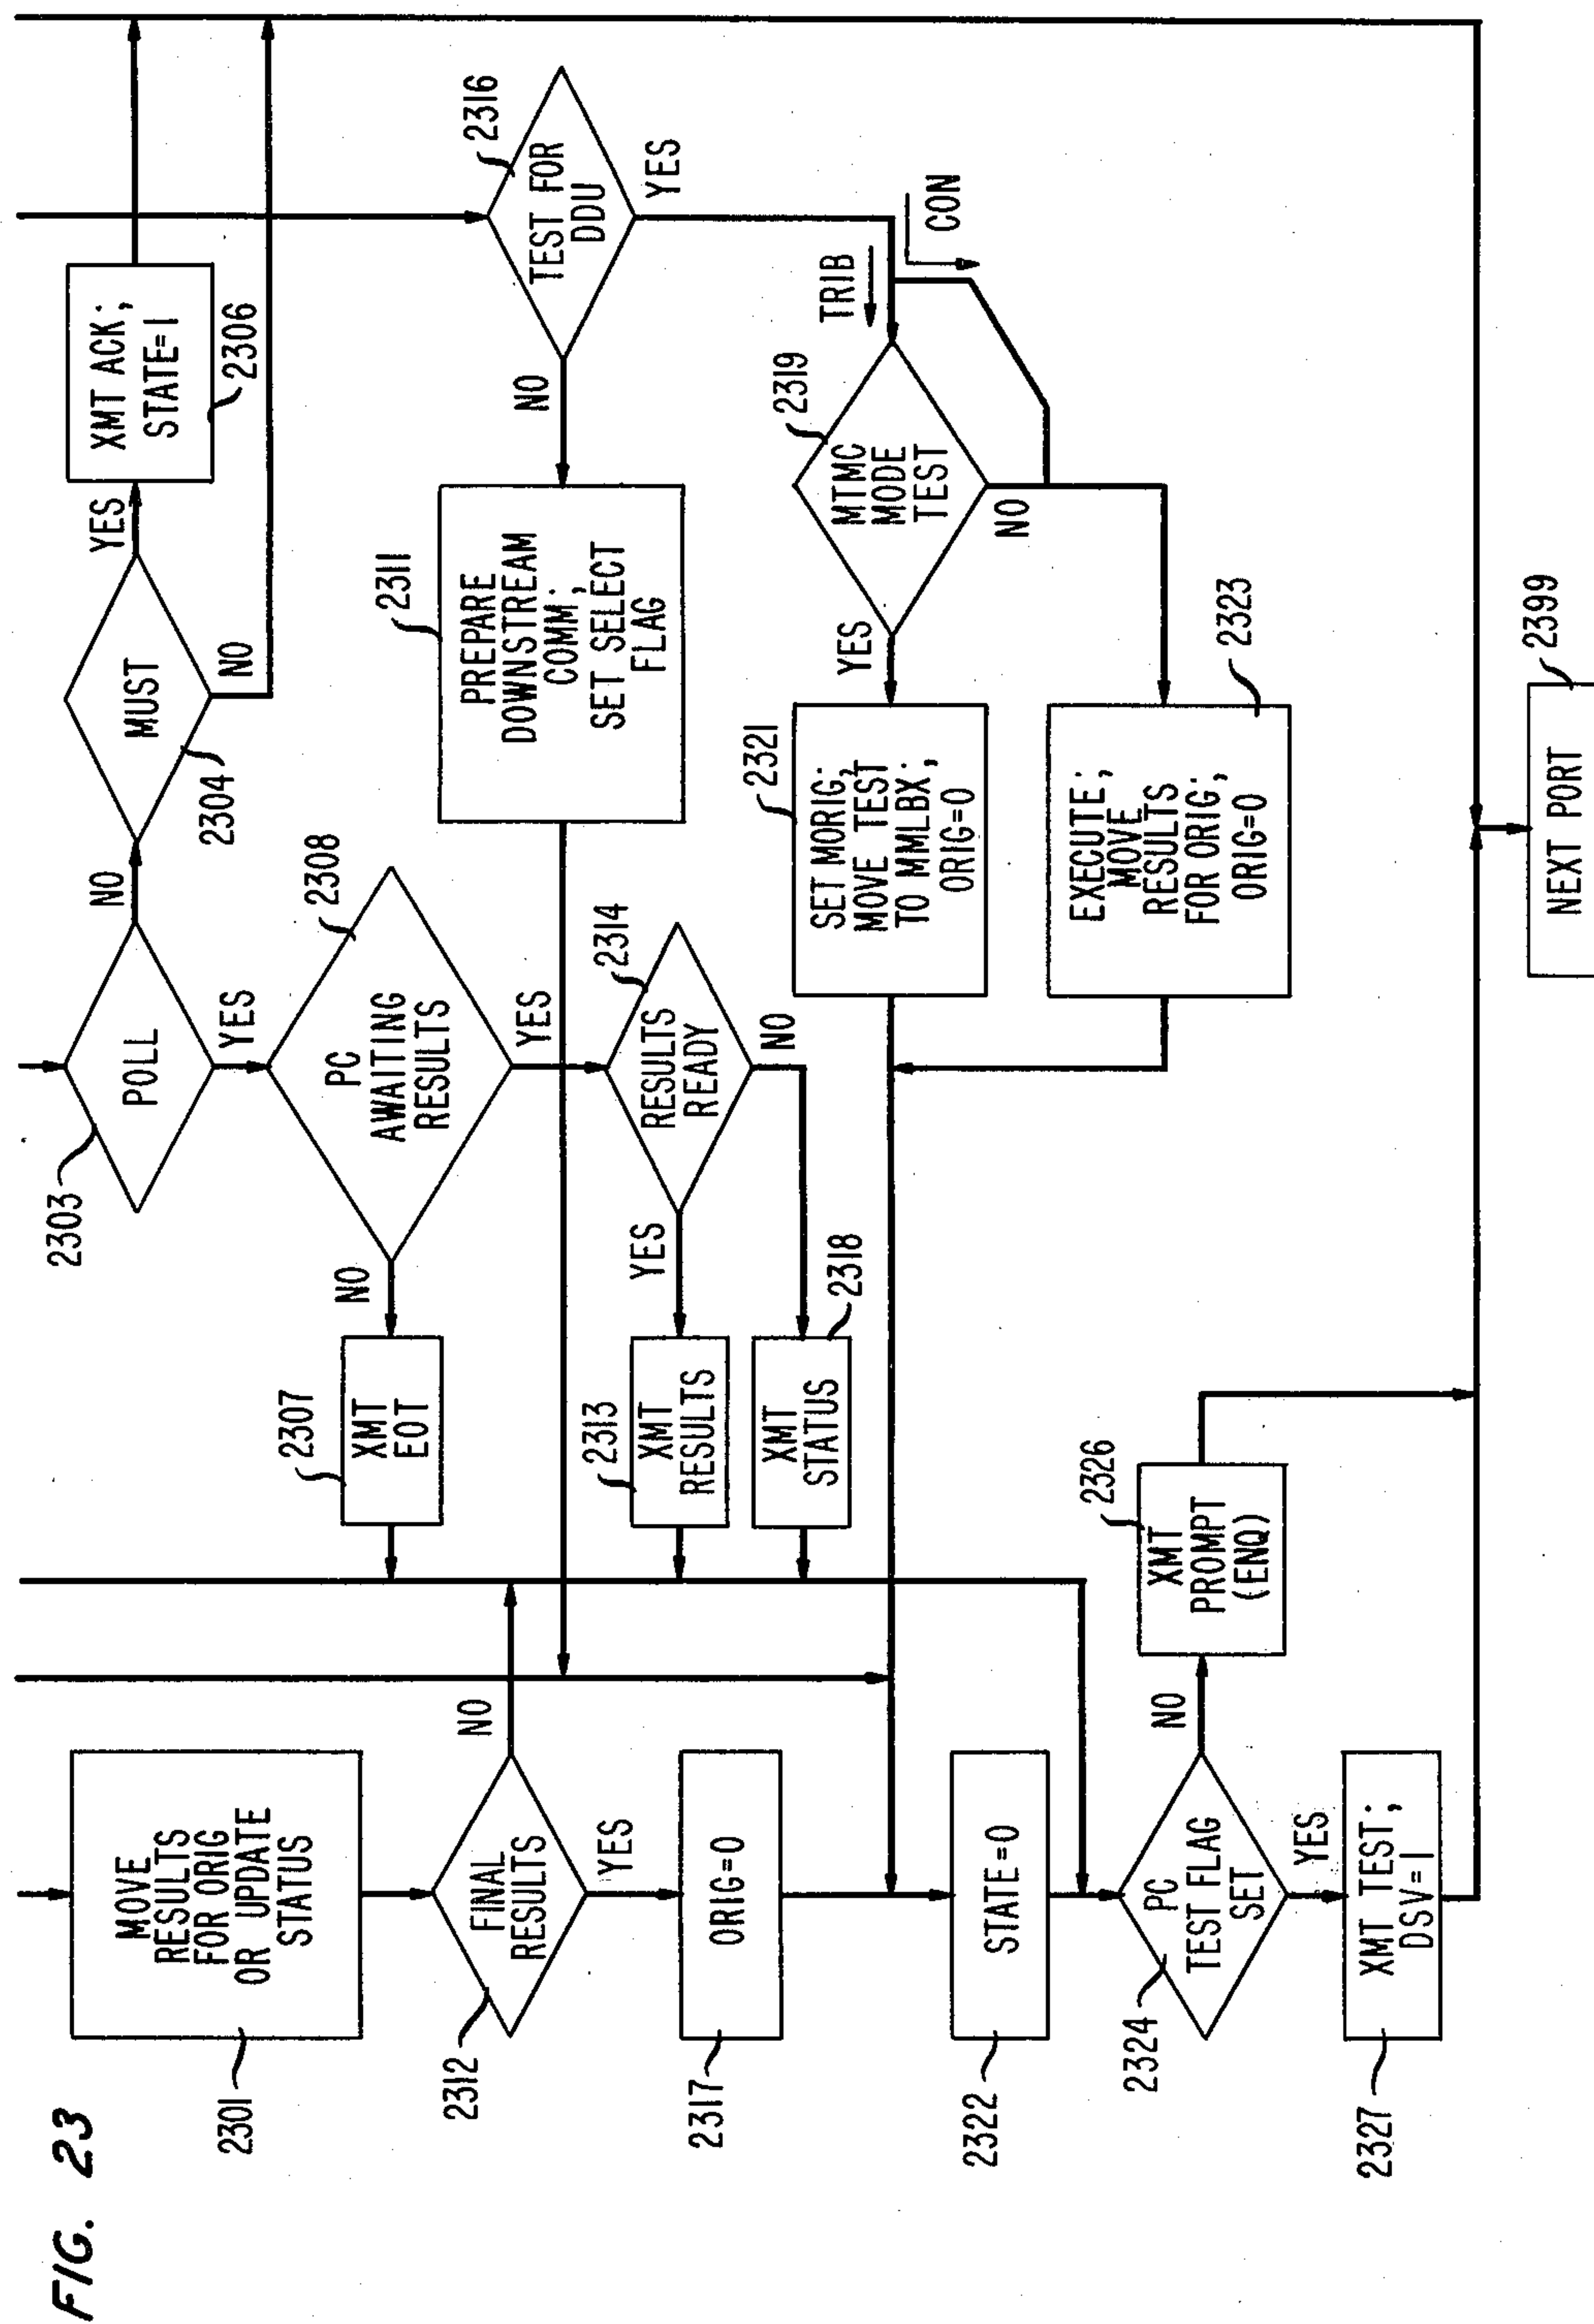 FIG. 23
MOVE
RESULTS
FOR ORIG
OR UPDATE
STATUS
2301
FINAL
RESULTS
2312
NO
YES
ORIG=0
2317
STATE=0
2322
PC
TEST FLAG
SET
2324
NO
YES
XMT
PROMPT
(ENQ)
2326
XMT TEST;
DSV=1
2327
POLL
2303
NO
YES
MUST
2304
YES
NO
XMT ACK;
STATE=1
2306
PC
AWAITING
RESULTS
2308
NO
YES
XMT
EOT
2307
RESULTS
READY
2314
YES
NO
XMT
RESULTS
2313
XMT
STATUS
2318
PREPARE
DOWNSTREAM
COMM;
SET SELECT
FLAG
2311
TEST FOR
DDU
2316
NO
YES
TRIB
CON
MTMC
MODE
TEST
2319
YES
NO
SET MORIG;
MOVE TEST
TO MMLBX;
ORIG=0
2321
EXECUTE;
MOVE
RESULTS
FOR ORIG;
ORIG=0
2323
NEXT PORT
2399